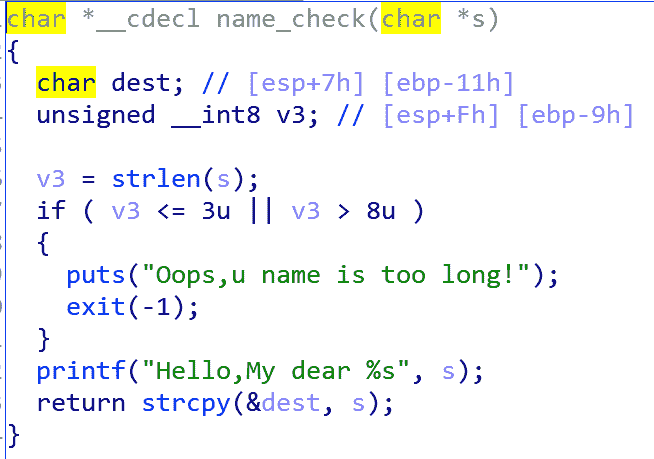 char *__cdecl name_check(char *s)
{
char dest; // [esp+7h] [ebp-11h]
unsigned __int8 v3; // [esp+Fh] [ebp-9h]
v3 = strlen(s);
if ( v3 <= 3u || v3 > 8u )
{
puts("Oops,u name is too long!");
exit(-1);
}
printf("Hello,My dear %s", s);
return strcpy(&dest, s);
}